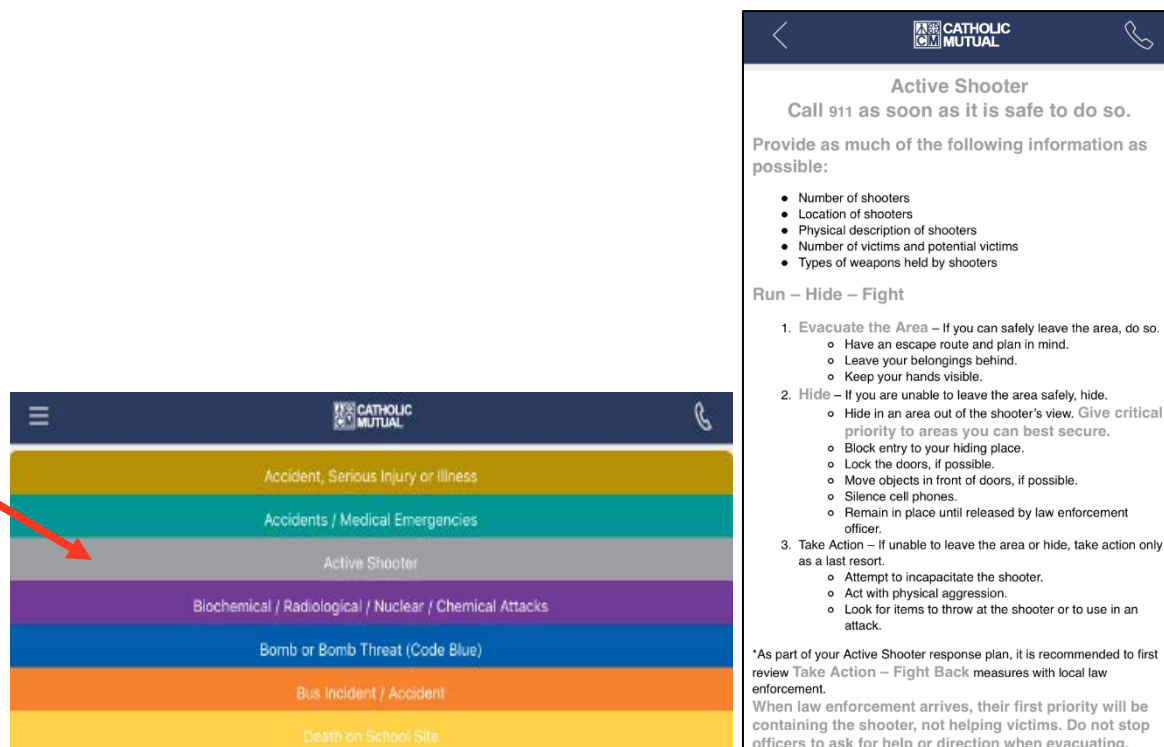 CATHOLIC
CM MUTUAL
Accident, Serious Injury or Illness
Accidents / Medical Emergencies
Active Shooter
Biochemical / Radiological / Nuclear / Chemical Attacks
Bomb or Bomb Threat (Code Blue)
Bus Incident / Accident
Death on School Site
CATHOLIC
CM MUTUAL
Active Shooter
Call 911 as soon as it is safe to do so.
Provide as much of the following information as
possible:
● Number of shooters
● Location of shooters
● Physical description of shooters
● Number of victims and potential victims
● Types of weapons held by shooters
Run – Hide – Fight
1. Evacuate the Area – If you can safely leave the area, do so.
o Have an escape route and plan in mind.
o Leave your belongings behind.
o Keep your hands visible.
2. Hide – If you are unable to leave the area safely, hide.
o Hide in an area out of the shooter's view. Give critical
priority to areas you can best secure.
o Block entry to your hiding place.
o Lock the doors, if possible.
o Move objects in front of doors, if possible.
o Silence cell phones.
o Remain in place until released by law enforcement
officer.
3. Take Action – If unable to leave the area or hide, take action only
as a last resort.
o Attempt to incapacitate the shooter.
o Act with physical aggression.
o Look for items to throw at the shooter or to use in an
attack.
*As part of your Active Shooter response plan, it is recommended to first
review Take Action – Fight Back measures with local law
enforcement.
When law enforcement arrives, their first priority will be
containing the shooter, not helping victims. Do not stop
officers to ask for help or direction when evacuating.